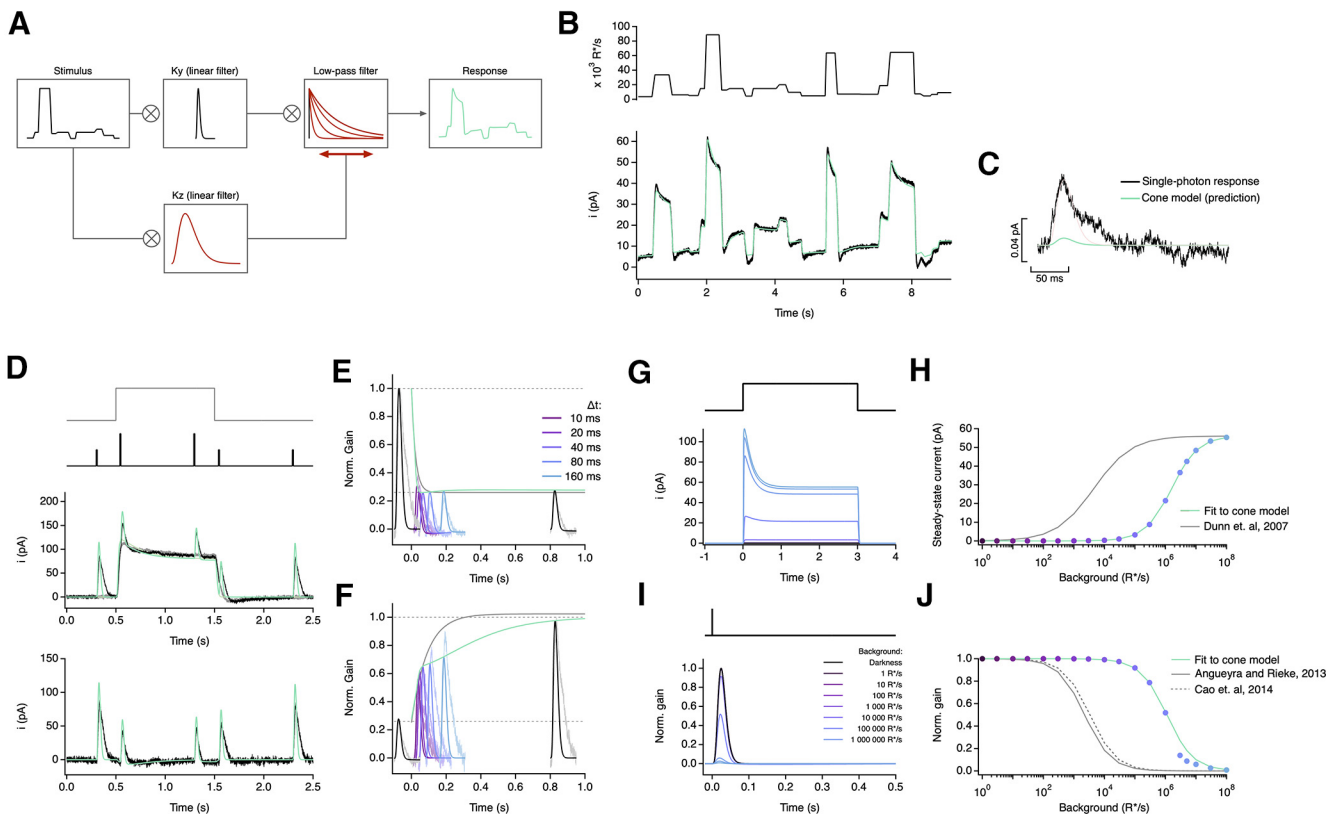 A
Stimulus
Ky (linear filter)
Low-pass filter
Response
Kz (linear filter)
B
x 10³ R*/s
100
80
60
40
20
0
i (pA)
60
50
40
30
20
10
0
0
2
4
6
8
Time (s)
C
Single-photon response
Cone model (prediction)
0.04 pA
50 ms
D
i (pA)
200
150
100
50
0
0.0
0.5
1.0
1.5
2.0
2.5
Time (s)
i (pA)
150
100
50
0
0.0
0.5
1.0
1.5
2.0
2.5
Time (s)
E
Norm. Gain
1.0
0.8
0.6
0.4
0.2
0.0
Δt:
10 ms
20 ms
40 ms
80 ms
160 ms
0.0
0.2
0.4
0.6
0.8
1.0
Time (s)
F
Norm. Gain
1.0
0.8
0.6
0.4
0.2
0.0
0.0
0.2
0.4
0.6
0.8
1.0
Time (s)
G
i (pA)
100
80
60
40
20
0
-1
0
1
2
3
4
Time (s)
H
Steady-state current (pA)
60
50
40
30
20
10
0
Fit to cone model
Dunn et. al, 2007
10⁰
10²
10⁴
10⁶
10⁸
Background (R*/s)
I
Norm. gain
1.0
0.8
0.6
0.4
0.2
0.0
Background:
Darkness
1 R*/s
10 R*/s
100 R*/s
1 000 R*/s
10 000 R*/s
100 000 R*/s
1 000 000 R*/s
0.0
0.1
0.2
0.3
0.4
0.5
Time (s)
J
Norm. gain
1.0
0.8
0.6
0.4
0.2
0.0
Fit to cone model
Angueyra and Rieke, 2013
Cao et. al, 2014
10⁰
10²
10⁴
10⁶
10⁸
Background (R*/s)